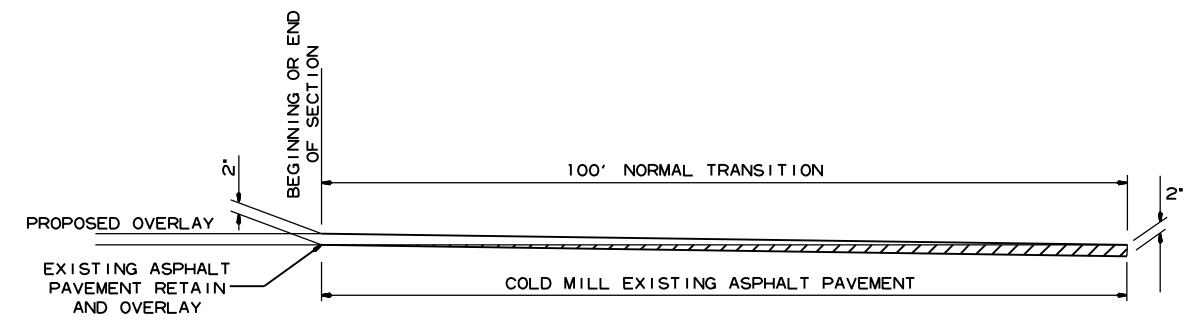 BEGINNING OR END
OF SECTION
2"
100' NORMAL TRANSITION
2"
PROPOSED OVERLAY
EXISTING ASPHALT
PAVEMENT RETAIN
AND OVERLAY
COLD MILL EXISTING ASPHALT PAVEMENT